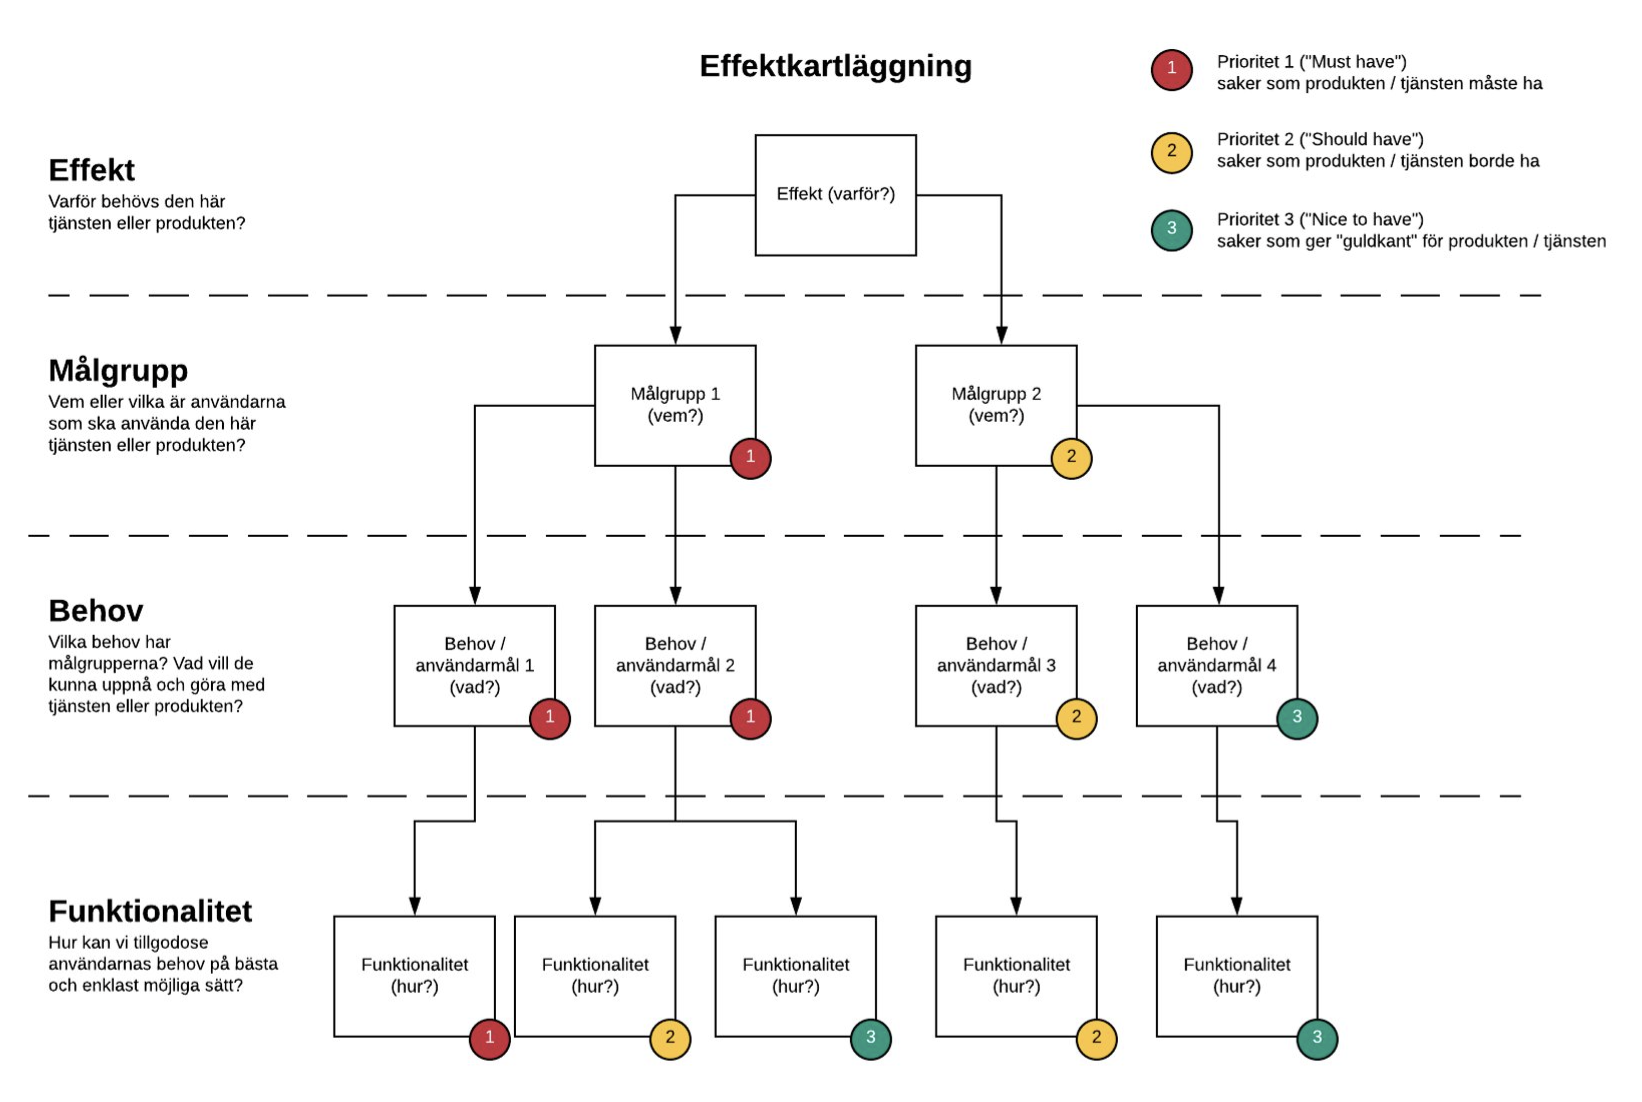 Effektkartläggning
1
Prioritet 1 ("Must have")
saker som produkten / tjänsten måste ha
2
Prioritet 2 ("Should have")
saker som produkten / tjänsten borde ha
3
Prioritet 3 ("Nice to have")
saker som ger "guldkant" för produkten / tjänsten
Effekt
Varför behövs den här
tjänsten eller produkten?
Effekt (varför?)
Målgrupp
Vem eller vilka är användarna
som ska använda den här
tjänsten eller produkten?
Målgrupp 1
(vem?)
1
Målgrupp 2
(vem?)
2
Behov
Vilka behov har
målgrupperna? Vad vill de
kunna uppnå och göra med
tjänsten eller produkten?
Behov /
användarmål 1
(vad?)
1
Behov /
användarmål 2
(vad?)
1
Behov /
användarmål 3
(vad?)
2
Behov /
användarmål 4
(vad?)
3
Funktionalitet
Hur kan vi tillgodose
användarnas behov på bästa
och enklast möjliga sätt?
Funktionalitet
(hur?)
1
Funktionalitet
(hur?)
2
Funktionalitet
(hur?)
3
Funktionalitet
(hur?)
2
Funktionalitet
(hur?)
3